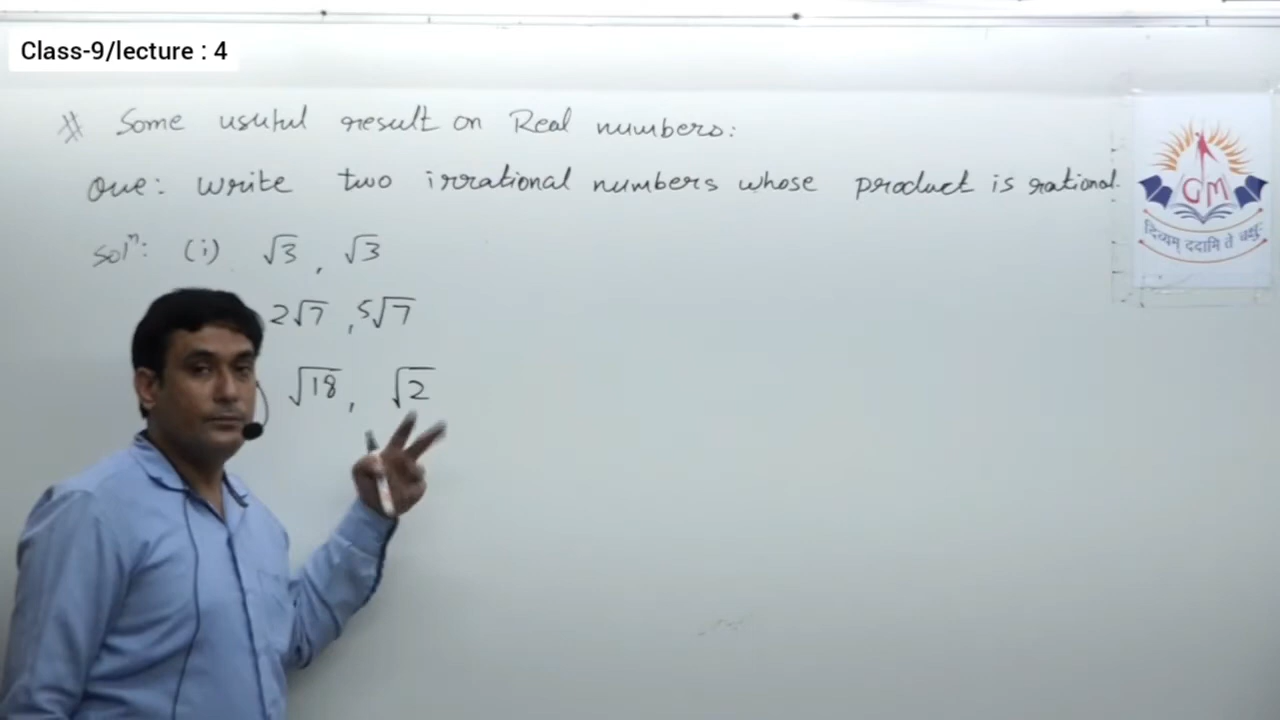 Class-9/lecture : 4
# Some useful result on Real numbers:
Que: Write two irrational numbers whose product is rational.
Solⁿ: (i) √3 , √3
2√7 , 5√7
√18 , √2
GM
दिव्यम् ददामि ते चक्षुः